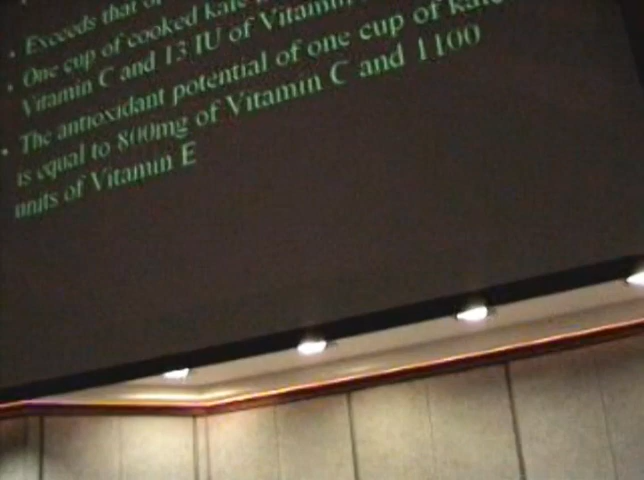 • Exceeds that of
• One cup of cooked kale
Vitamin C and 13 IU of Vitamin
• The antioxidant potential of one cup of kale
is equal to 800mg of Vitamin C and 1100
units of Vitamin E